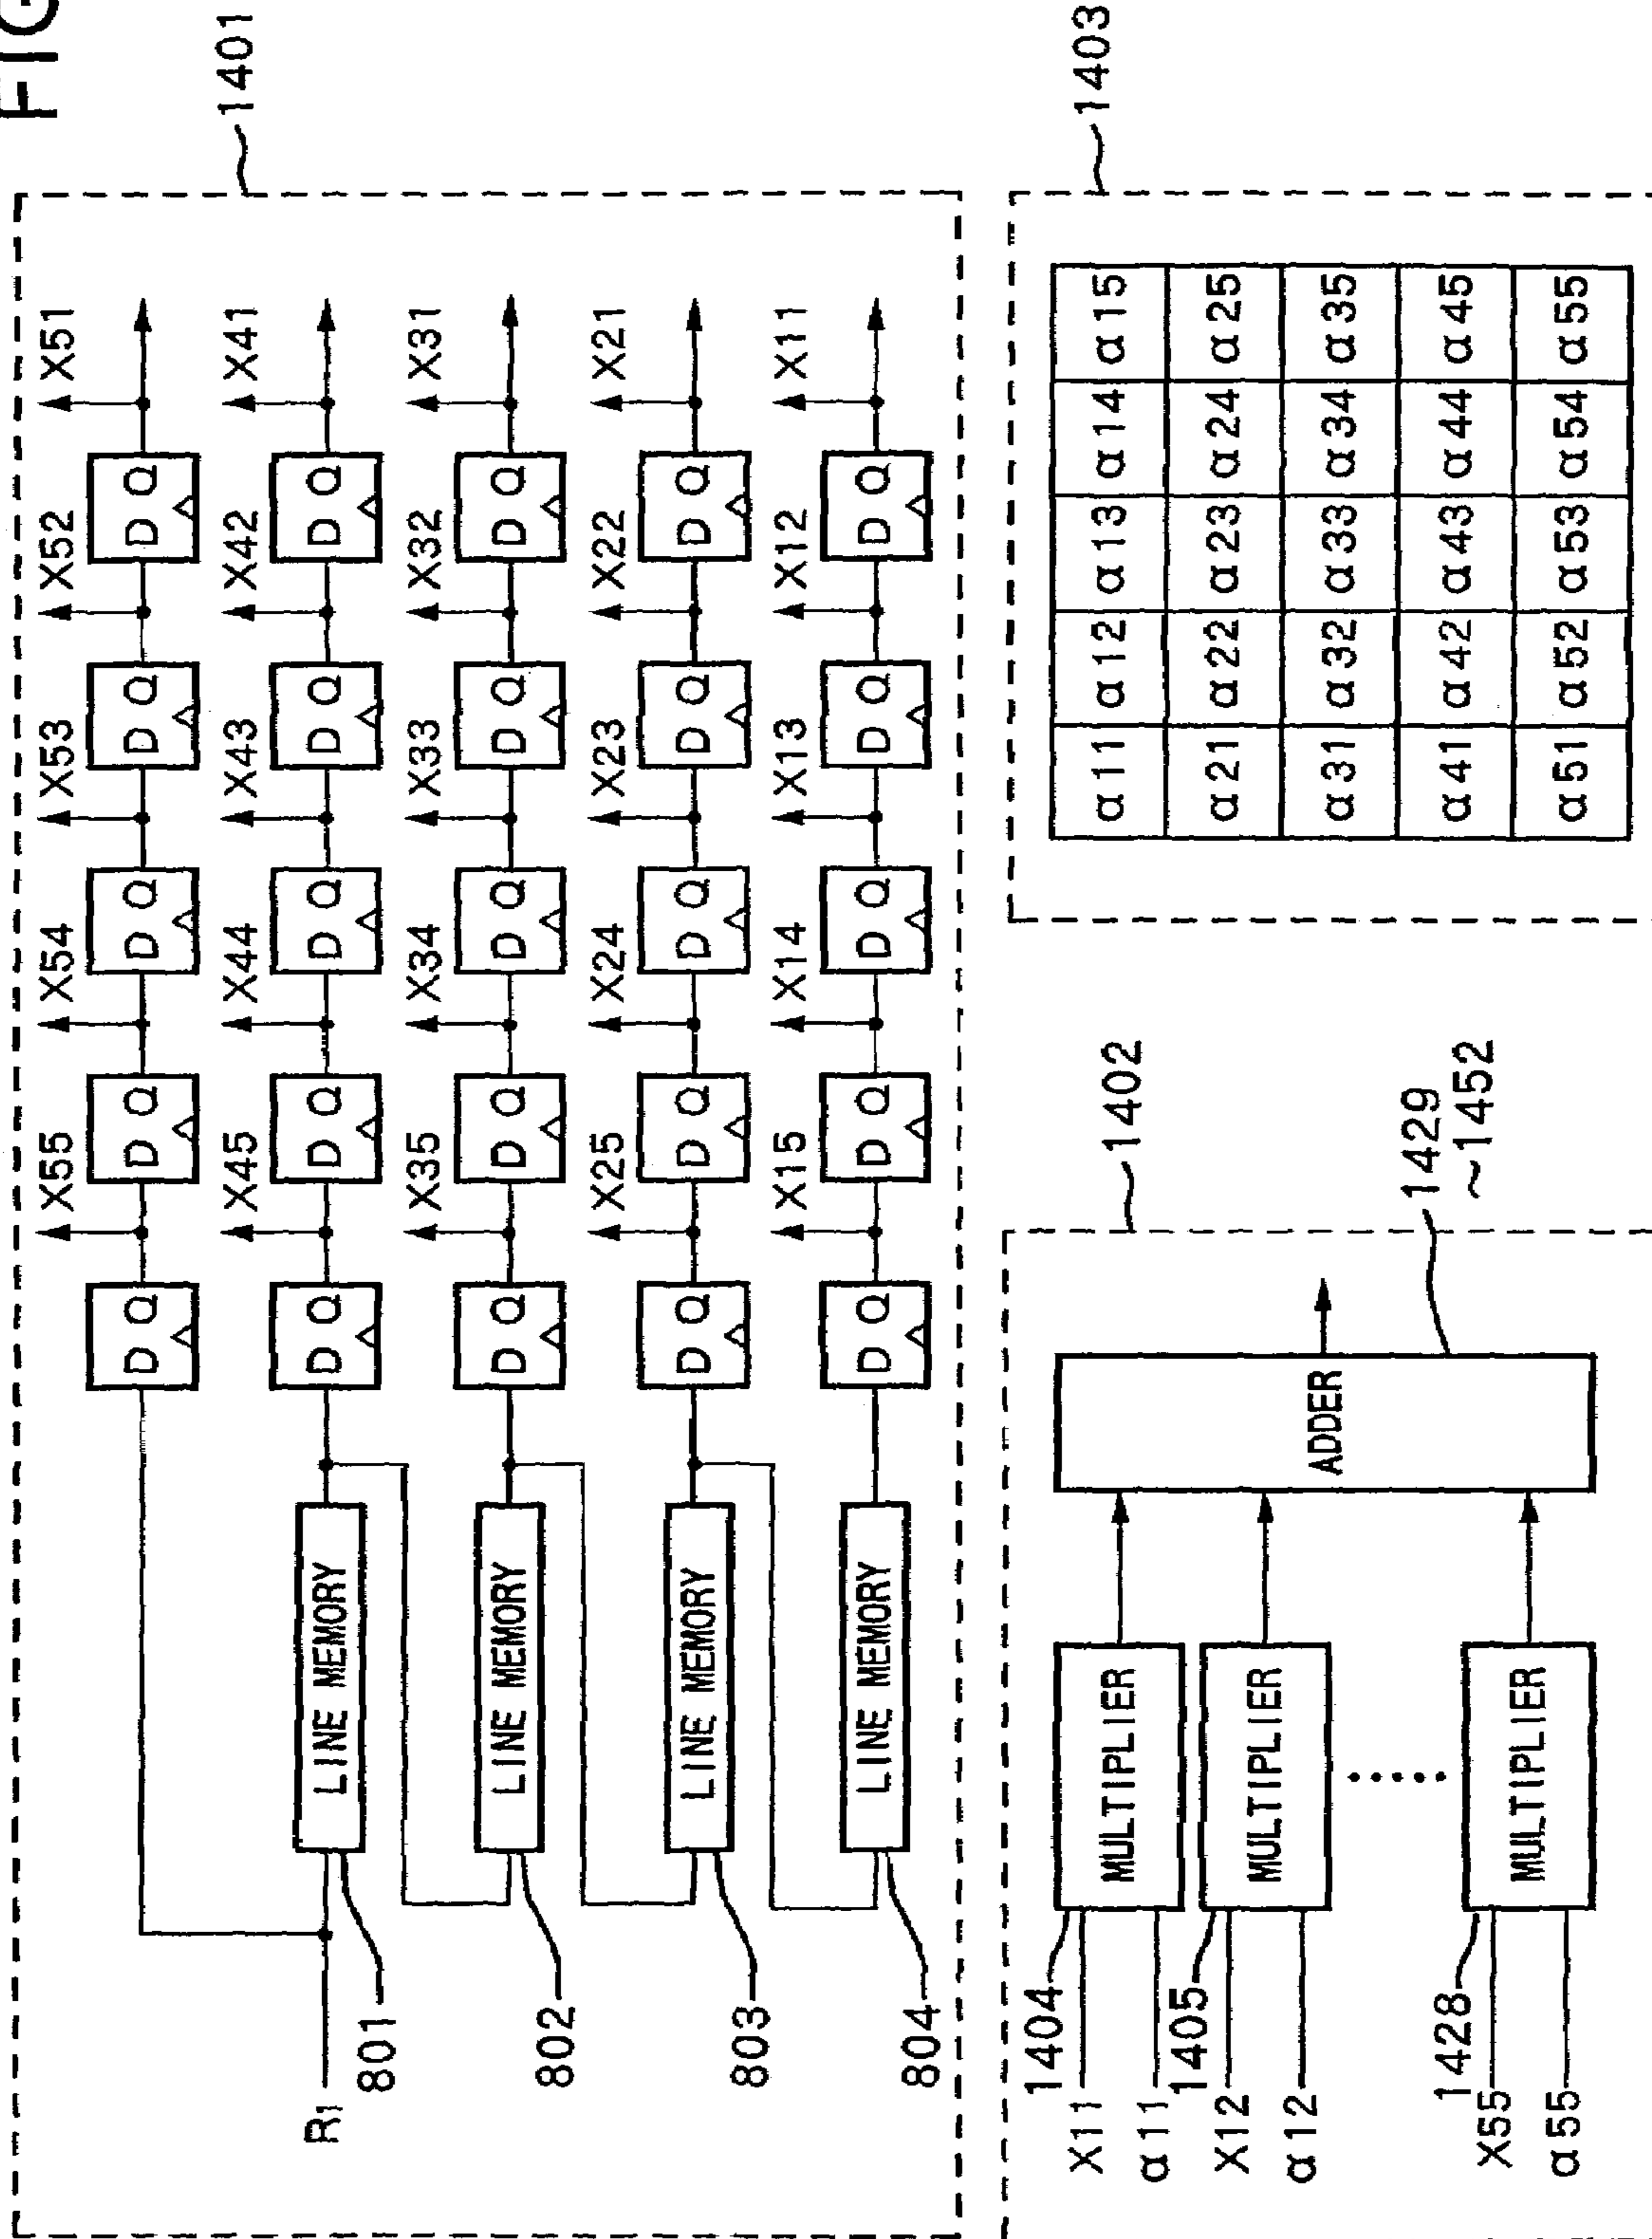 FIG
1401
X55 X54 X53 X52 X51
D Q D Q D Q D Q D Q
X45 X44 X43 X42 X41
R1 LINE MEMORY D Q D Q D Q D Q D Q
801
X35 X34 X33 X32 X31
LINE MEMORY D Q D Q D Q D Q D Q
802
X25 X24 X23 X22 X21
LINE MEMORY D Q D Q D Q D Q D Q
803
X15 X14 X13 X12 X11
LINE MEMORY D Q D Q D Q D Q D Q
804
1402
1404
X11
α11
MULTIPLIER
1405
X12
α12
MULTIPLIER
1428
X55
α55
MULTIPLIER
ADDER
1429
~1452
1403
α11 α12 α13 α14 α15
α21 α22 α23 α24 α25
α31 α32 α33 α34 α35
α41 α42 α43 α44 α45
α51 α52 α53 α54 α55